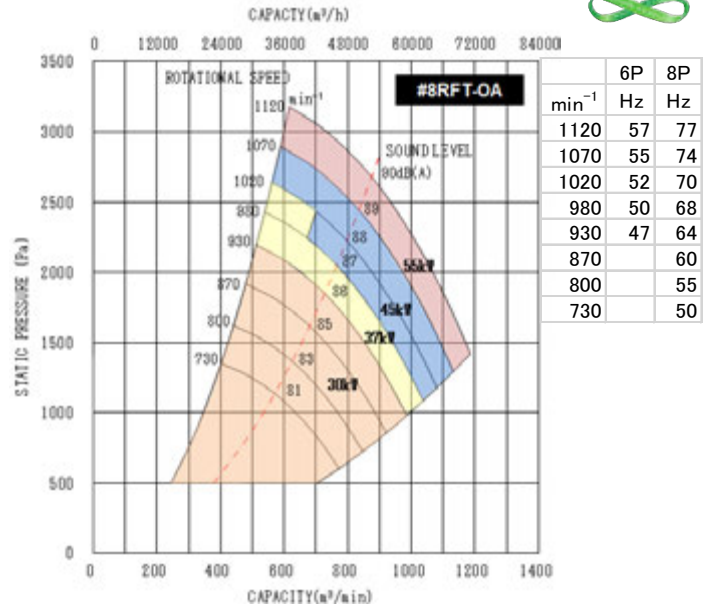 CAPACTY(m³/h)
0 12000 24000 36000 48000 60000 72000 84000
3500
3000
2500
2000
1500
1000
500
0
STATIC PRESSURE (Pa)
ROTATIONAL SPEED
min⁻¹
#8RFT-OA
1120
1070
1020
980
930
870
800
730
SOUND LEVEL
90dB(A)
89
88
87
86
85
83
81
55kW
45kW
37kW
30kW
0 200 400 600 800 1000 1200 1400
CAPACITY(m³/min)
6P 8P
min⁻¹ Hz Hz
1120 57 77
1070 55 74
1020 52 70
980 50 68
930 47 64
870 60
800 55
730 50